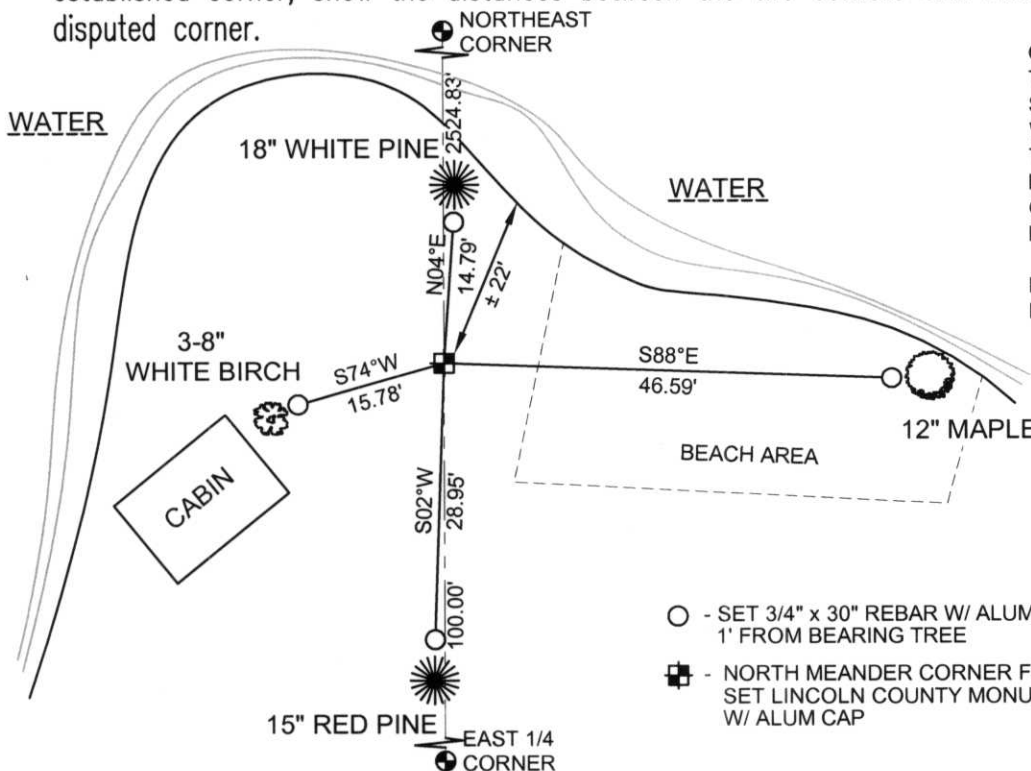 disputed corner.
NORTHEAST
CORNER
WATER
2524.83'
18" WHITE PINE
WATER
N04°E
14.79'
± 22'
3-8"
WHITE BIRCH
S74°W
15.78'
S88°E
46.59'
12" MAPLE
BEACH AREA
CABIN
S02°W
28.95'
100.00'
- SET 3/4" x 30" REBAR W/ ALUM
1' FROM BEARING TREE
- NORTH MEANDER CORNER F
SET LINCOLN COUNTY MONU
W/ ALUM CAP
15" RED PINE
EAST 1/4
CORNER